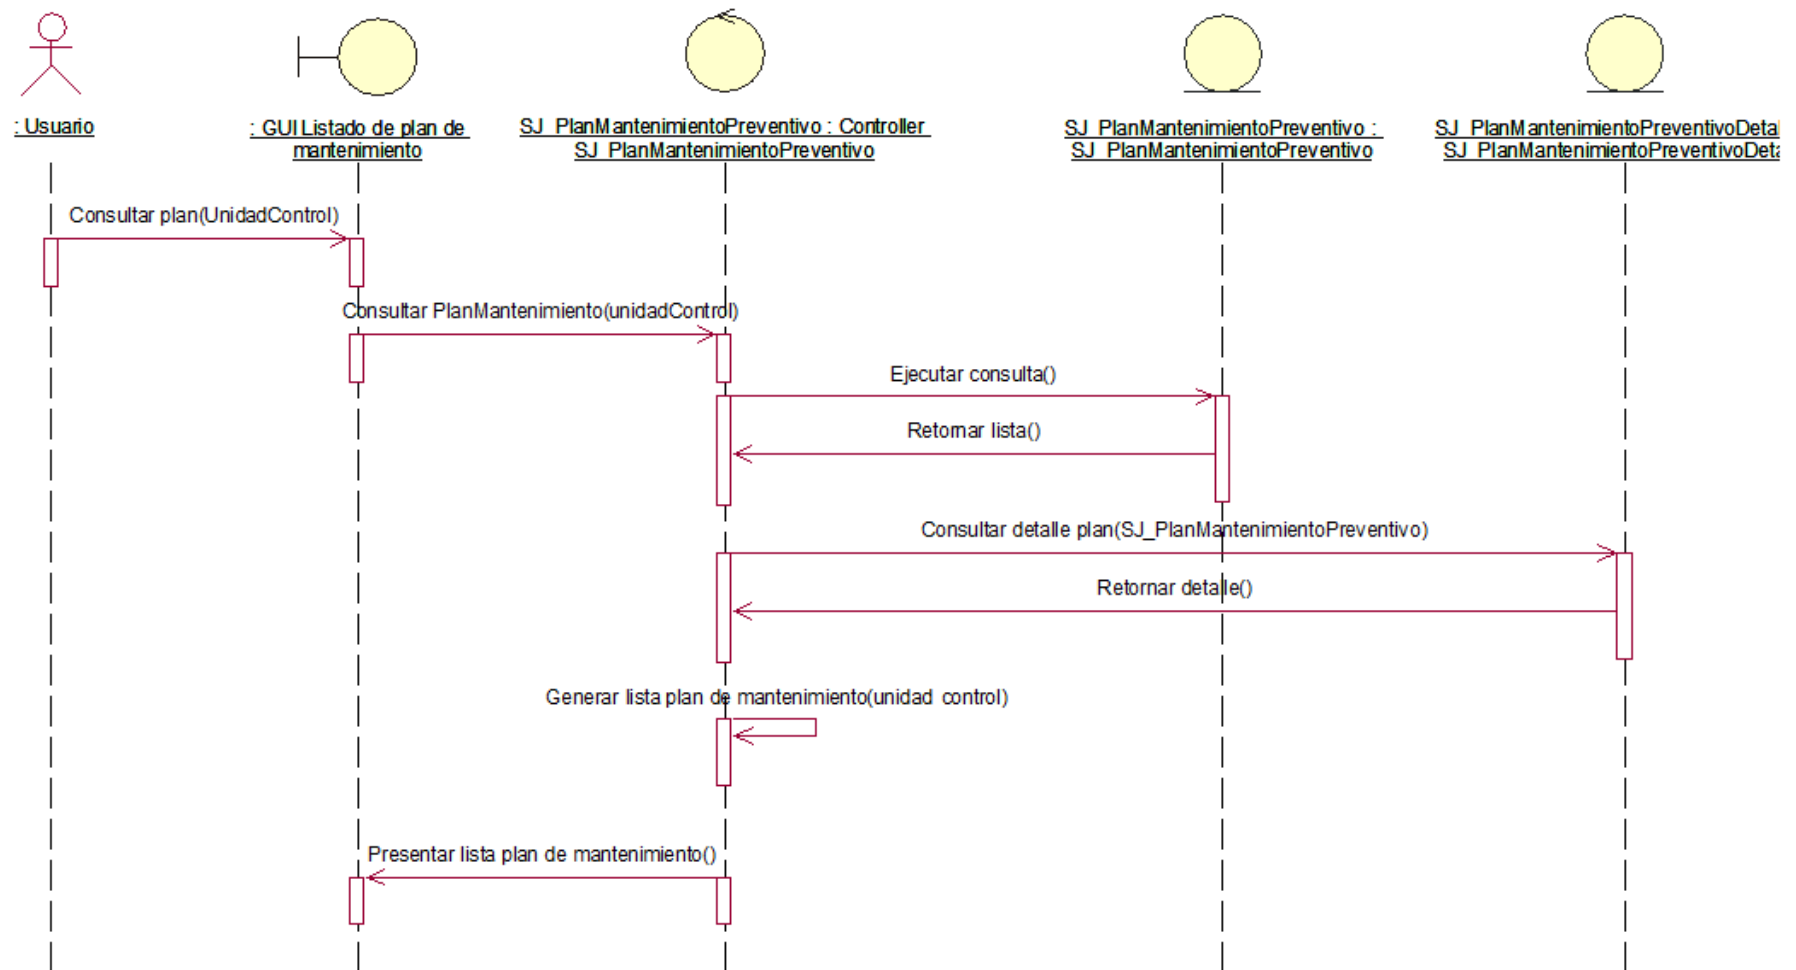 : Usuario
: GUI Listado de plan de
mantenimiento
SJ_PlanMantenimientoPreventivo : Controller
SJ_PlanMantenimientoPreventivo
SJ_PlanMantenimientoPreventivo :
SJ_PlanMantenimientoPreventivo
SJ_PlanMantenimientoPreventivoDetal
SJ_PlanMantenimientoPreventivoDeta
Consultar plan(UnidadControl)
Consultar PlanMantenimiento(unidadControl)
Ejecutar consulta()
Retornar lista()
Consultar detalle plan(SJ_PlanMantenimientoPreventivo)
Retornar detalle()
Generar lista plan de mantenimiento(unidad control)
Presentar lista plan de mantenimiento()